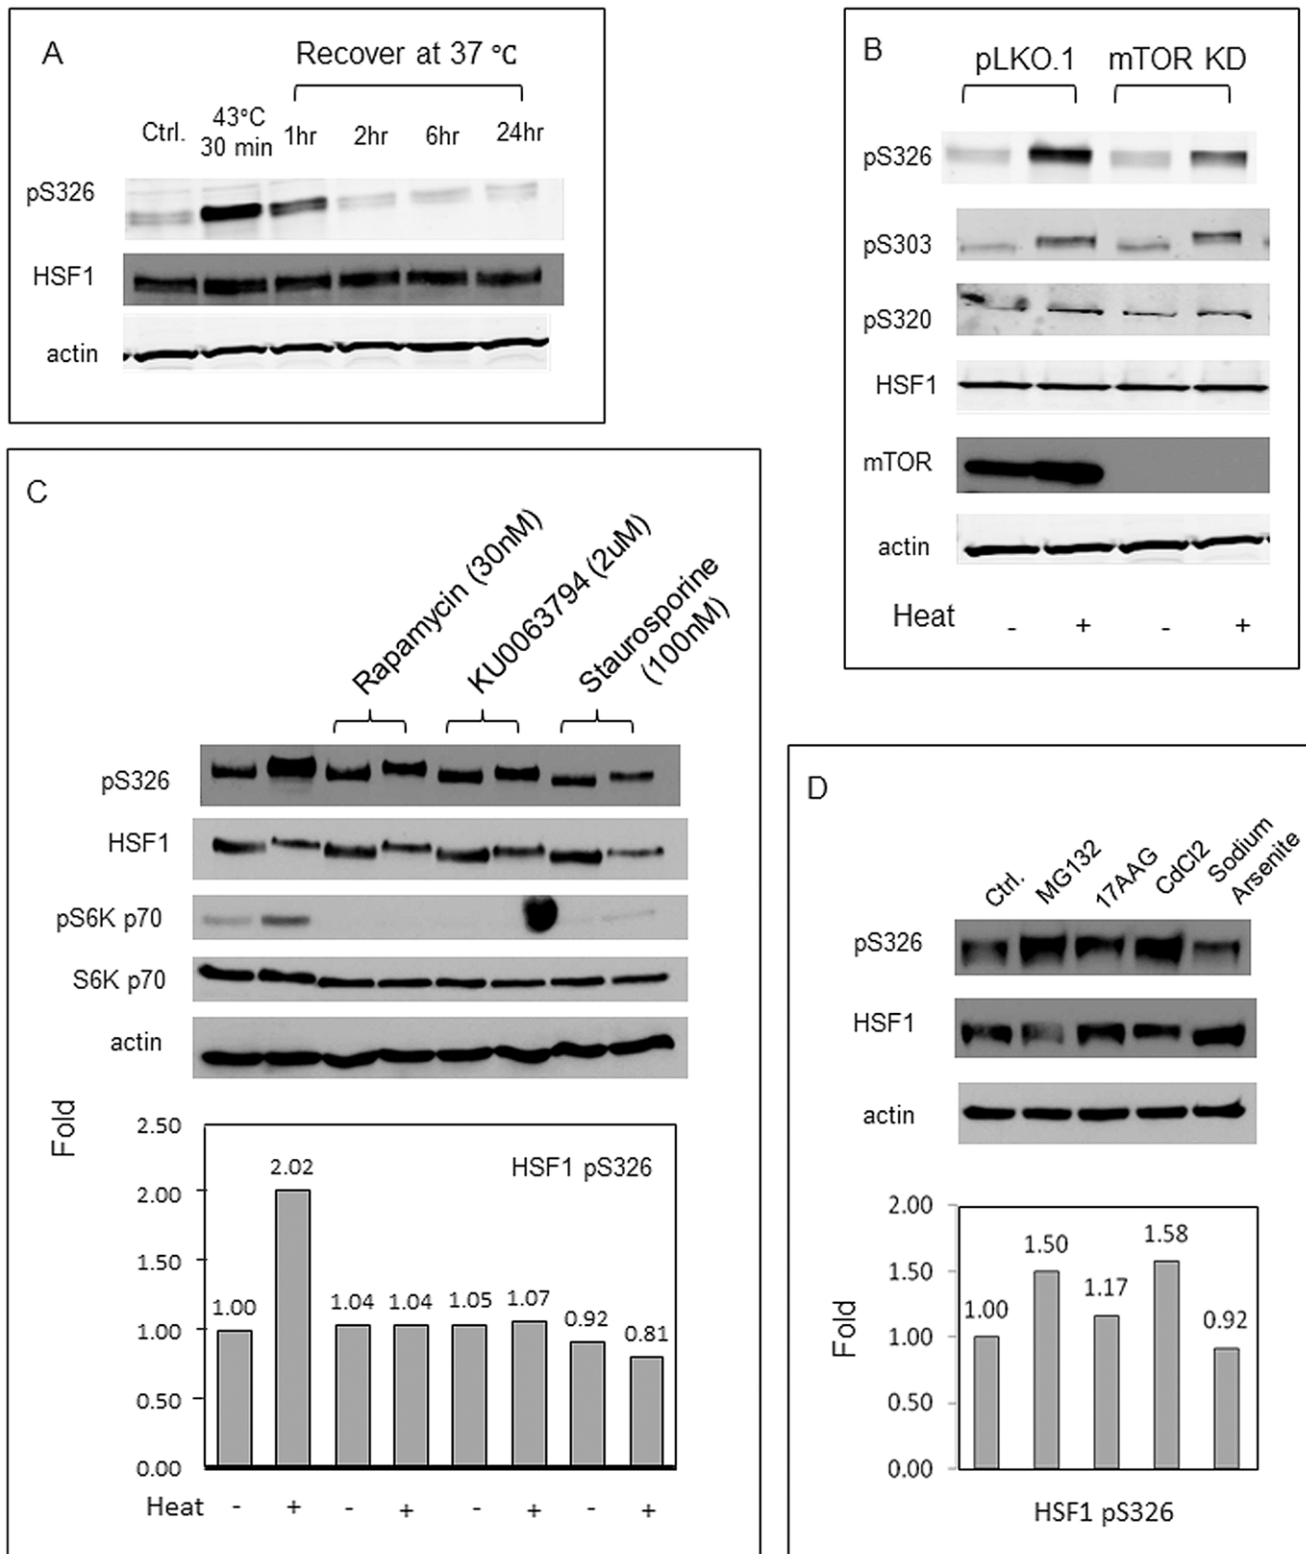 A
Recover at 37 °C
Ctrl.
43°C
30 min
1hr
2hr
6hr
24hr
pS326
HSF1
actin
B
pLKO.1
mTOR KD
pS326
pS303
pS320
HSF1
mTOR
actin
Heat
-
+
-
+
C
Rapamycin (30nM)
KU0063794 (2uM)
Staurosporine
(100nM)
pS326
HSF1
pS6K p70
S6K p70
actin
Fold
HSF1 pS326
2.50
2.00
1.50
1.00
0.50
0.00
1.00
2.02
1.04
1.04
1.05
1.07
0.92
0.81
Heat
-
+
-
+
-
+
-
+
D
Ctrl.
MG132
17AAG
CdCl2
Sodium
Arsenite
pS326
HSF1
actin
Fold
2.00
1.50
1.00
0.50
0.00
1.00
1.50
1.17
1.58
0.92
HSF1 pS326